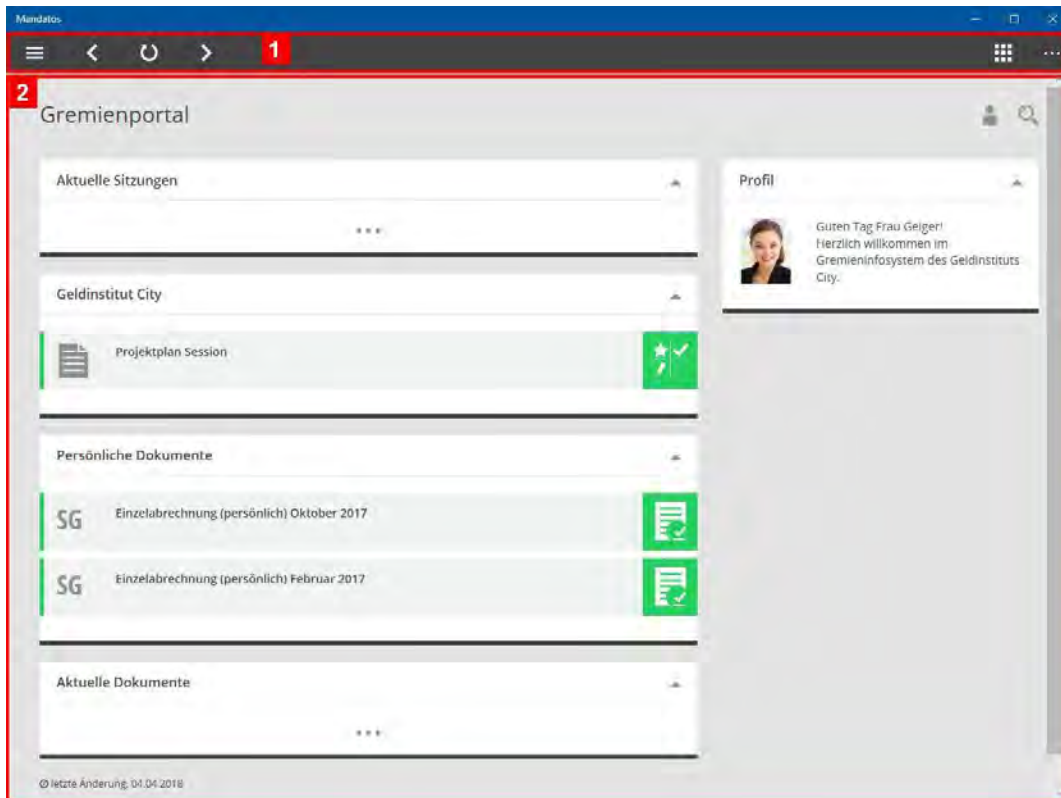 Mandatos
1
2
Gremienportal
Aktuelle Sitzungen
Profil
Guten Tag Frau Geiger!
Herzlich willkommen im
Gremieninfosystem des Geldinstituts
City.
Geldinstitut City
Projektplan Session
Persönliche Dokumente
SG
Einzelabrechnung (persönlich) Oktober 2017
SG
Einzelabrechnung (persönlich) Februar 2017
Aktuelle Dokumente
letzte Änderung: 04.04.2018